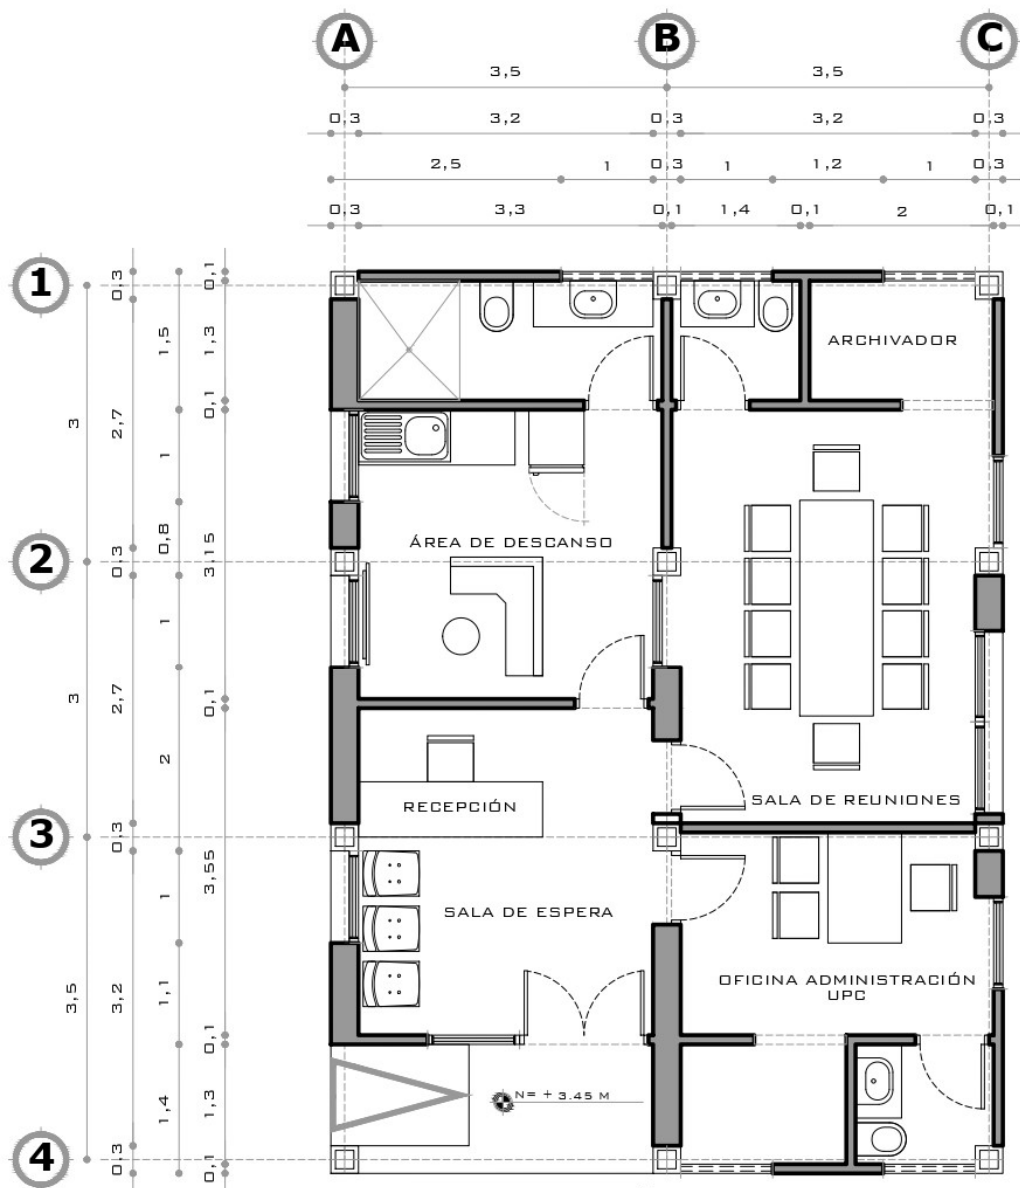 A B C
3,5 3,5
0,3 3,2 0,3 3,2 0,3
2,5 1 0,3 1 1,2 1 0,3
0,3 3,3 0,1 1,4 0,1 2 0,1
1
0,3
0,1
1,5
1,3
ARCHIVADOR
0,1
3
2,7
1
0,8
ÁREA DE DESCANSO
2
0,3
3,15
1
3
2,7
0,1
2
RECEPCIÓN
SALA DE REUNIONES
3
0,3
3,55
1
SALA DE ESPERA
3,5
3,2
1,1
OFICINA ADMINISTRACIÓN
UPC
0,1
N= + 3.45 M
1,4
1,3
4
0,3
0,1